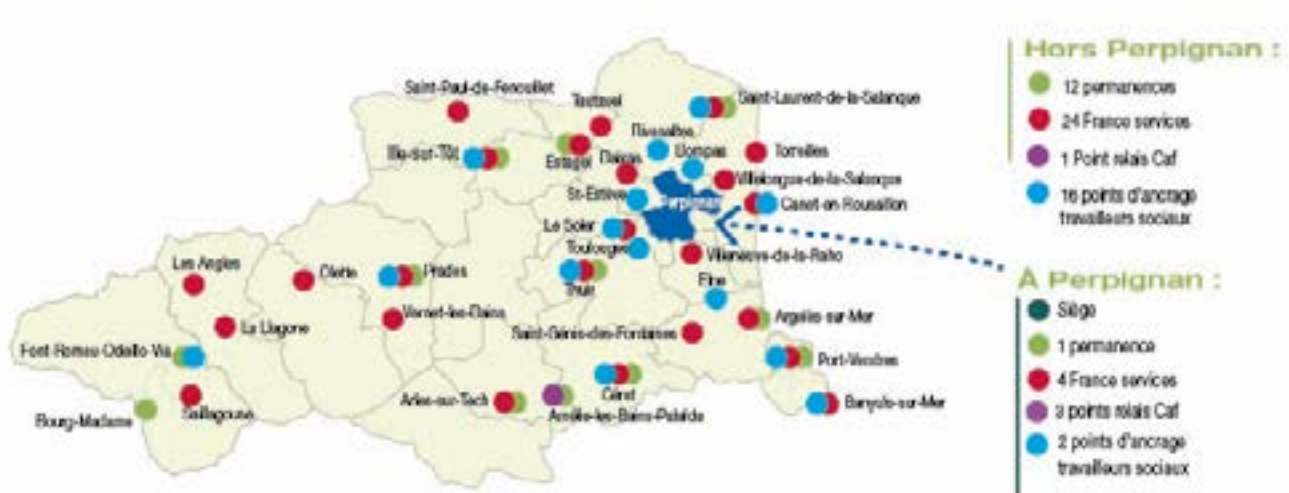 Hors Perpignan :
12 permanences
24 France services
1 Point relais Caf
16 points d'ancrage
travailleurs sociaux
À Perpignan :
Siège
1 permanence
4 France services
3 points relais Caf
2 points d'ancrage
travailleurs sociaux
Saint-Paul-de-Fenouillet
Tautavel
Saint-Laurent-de-la-Salanque
Rivesaltes
Ille-sur-Têt
Estagel
Baixas
Bompas
Torreilles
Villelongue-de-la-Salanque
St-Estève
Perpignan
Canet-en-Roussillon
Le Soler
Toulouges
Villeneuve-de-la-Raho
Les Angles
Olette
Prades
Thuir
Elne
Vernet-les-Bains
La Llagone
Saint-Génis-des-Fontaines
Argelès-sur-Mer
Font-Romeu-Odeillo-Via
Port-Vendres
Céret
Saillagouse
Arles-sur-Tech
Amélie-les-Bains-Palalda
Banyuls-sur-Mer
Bourg-Madame